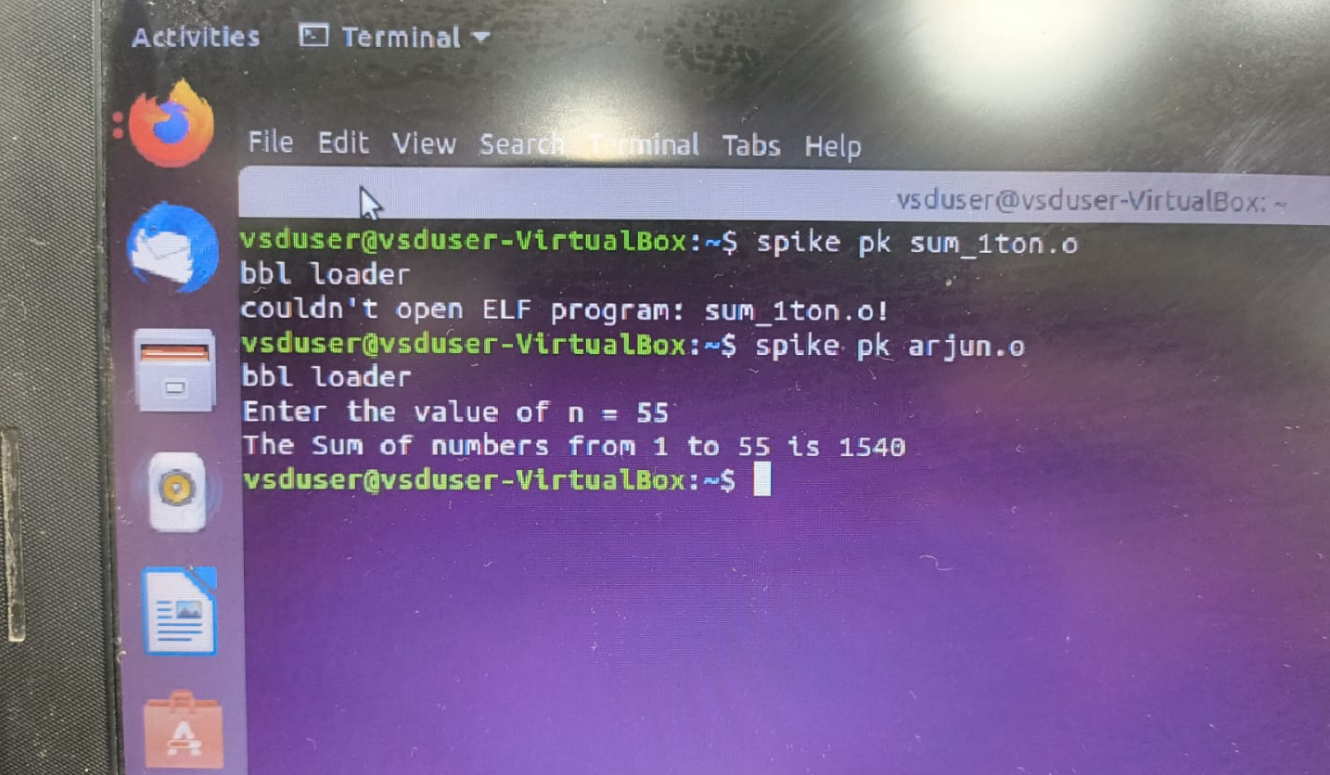 Activities Terminal
File Edit View Search Terminal Tabs Help
vsduser@vsduser-VirtualBox: ~
vsduser@vsduser-VirtualBox:~$ spike pk sum_1ton.o
bbl loader
couldn't open ELF program: sum_1ton.o!
vsduser@vsduser-VirtualBox:~$ spike pk arjun.o
bbl loader
Enter the value of n = 55
The Sum of numbers from 1 to 55 is 1540
vsduser@vsduser-VirtualBox:~$